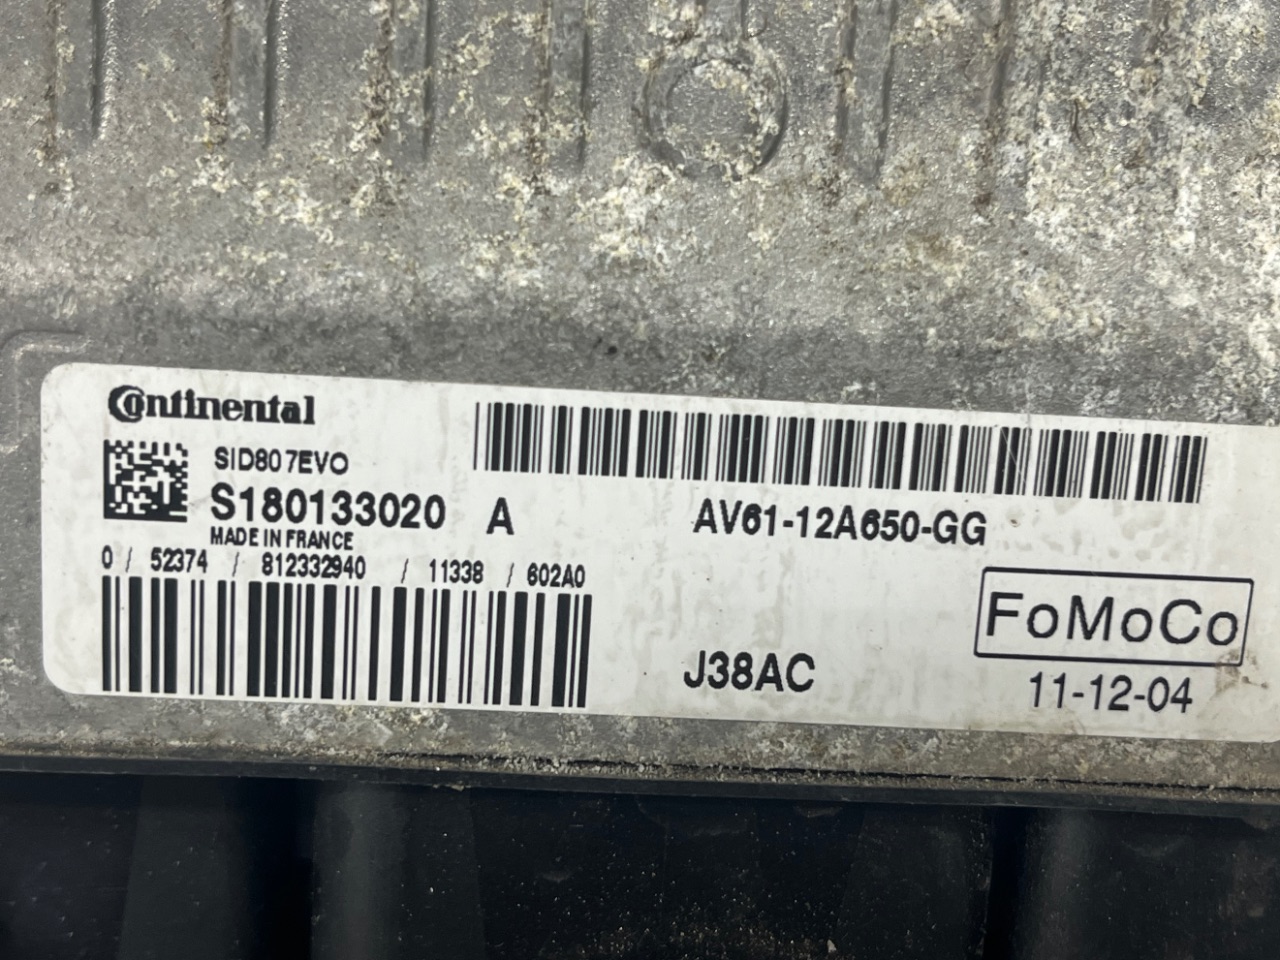 Continental
SID807EVO
S180133020 A
MADE IN FRANCE
0 / 52374 / 812332940 / 11338 / 602A0
AV61-12A650-GG
FoMoCo
J38AC
11-12-04